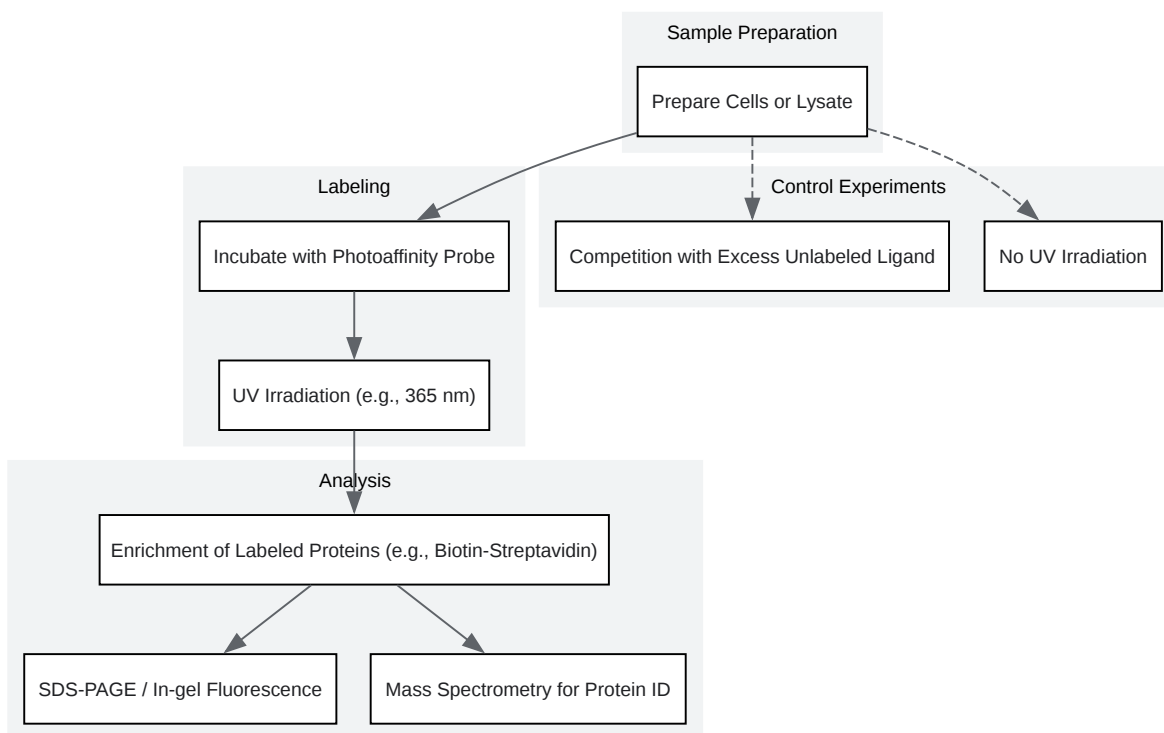 Sample Preparation
Prepare Cells or Lysate
Labeling
Control Experiments
Incubate with Photoaffinity Probe
Competition with Excess Unlabeled Ligand
No UV Irradiation
UV Irradiation (e.g., 365 nm)
Analysis
Enrichment of Labeled Proteins (e.g., Biotin-Streptavidin)
SDS-PAGE / In-gel Fluorescence
Mass Spectrometry for Protein ID